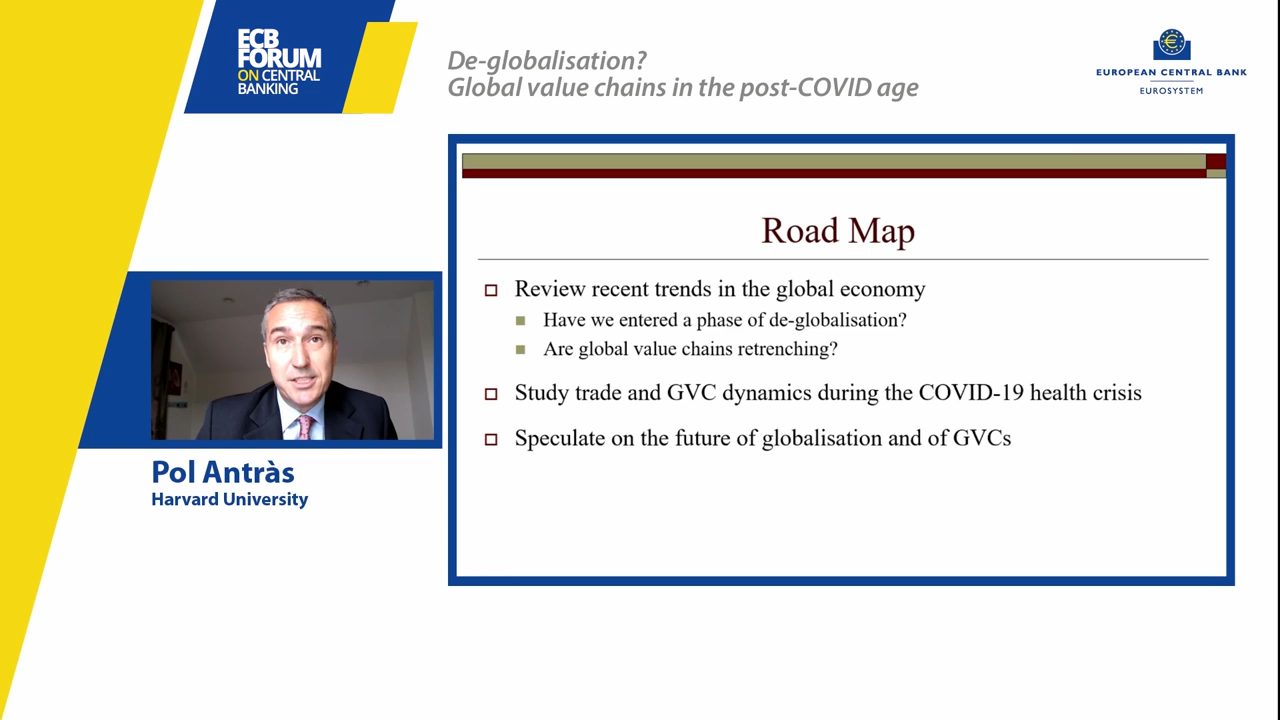 ECB
FORUM
ON CENTRAL
BANKING
De-globalisation?
Global value chains in the post-COVID age
EUROPEAN CENTRAL BANK
EUROSYSTEM
Road Map
Review recent trends in the global economy
Have we entered a phase of de-globalisation?
Are global value chains retrenching?
Study trade and GVC dynamics during the COVID-19 health crisis
Speculate on the future of globalisation and of GVCs
Pol Antràs
Harvard University